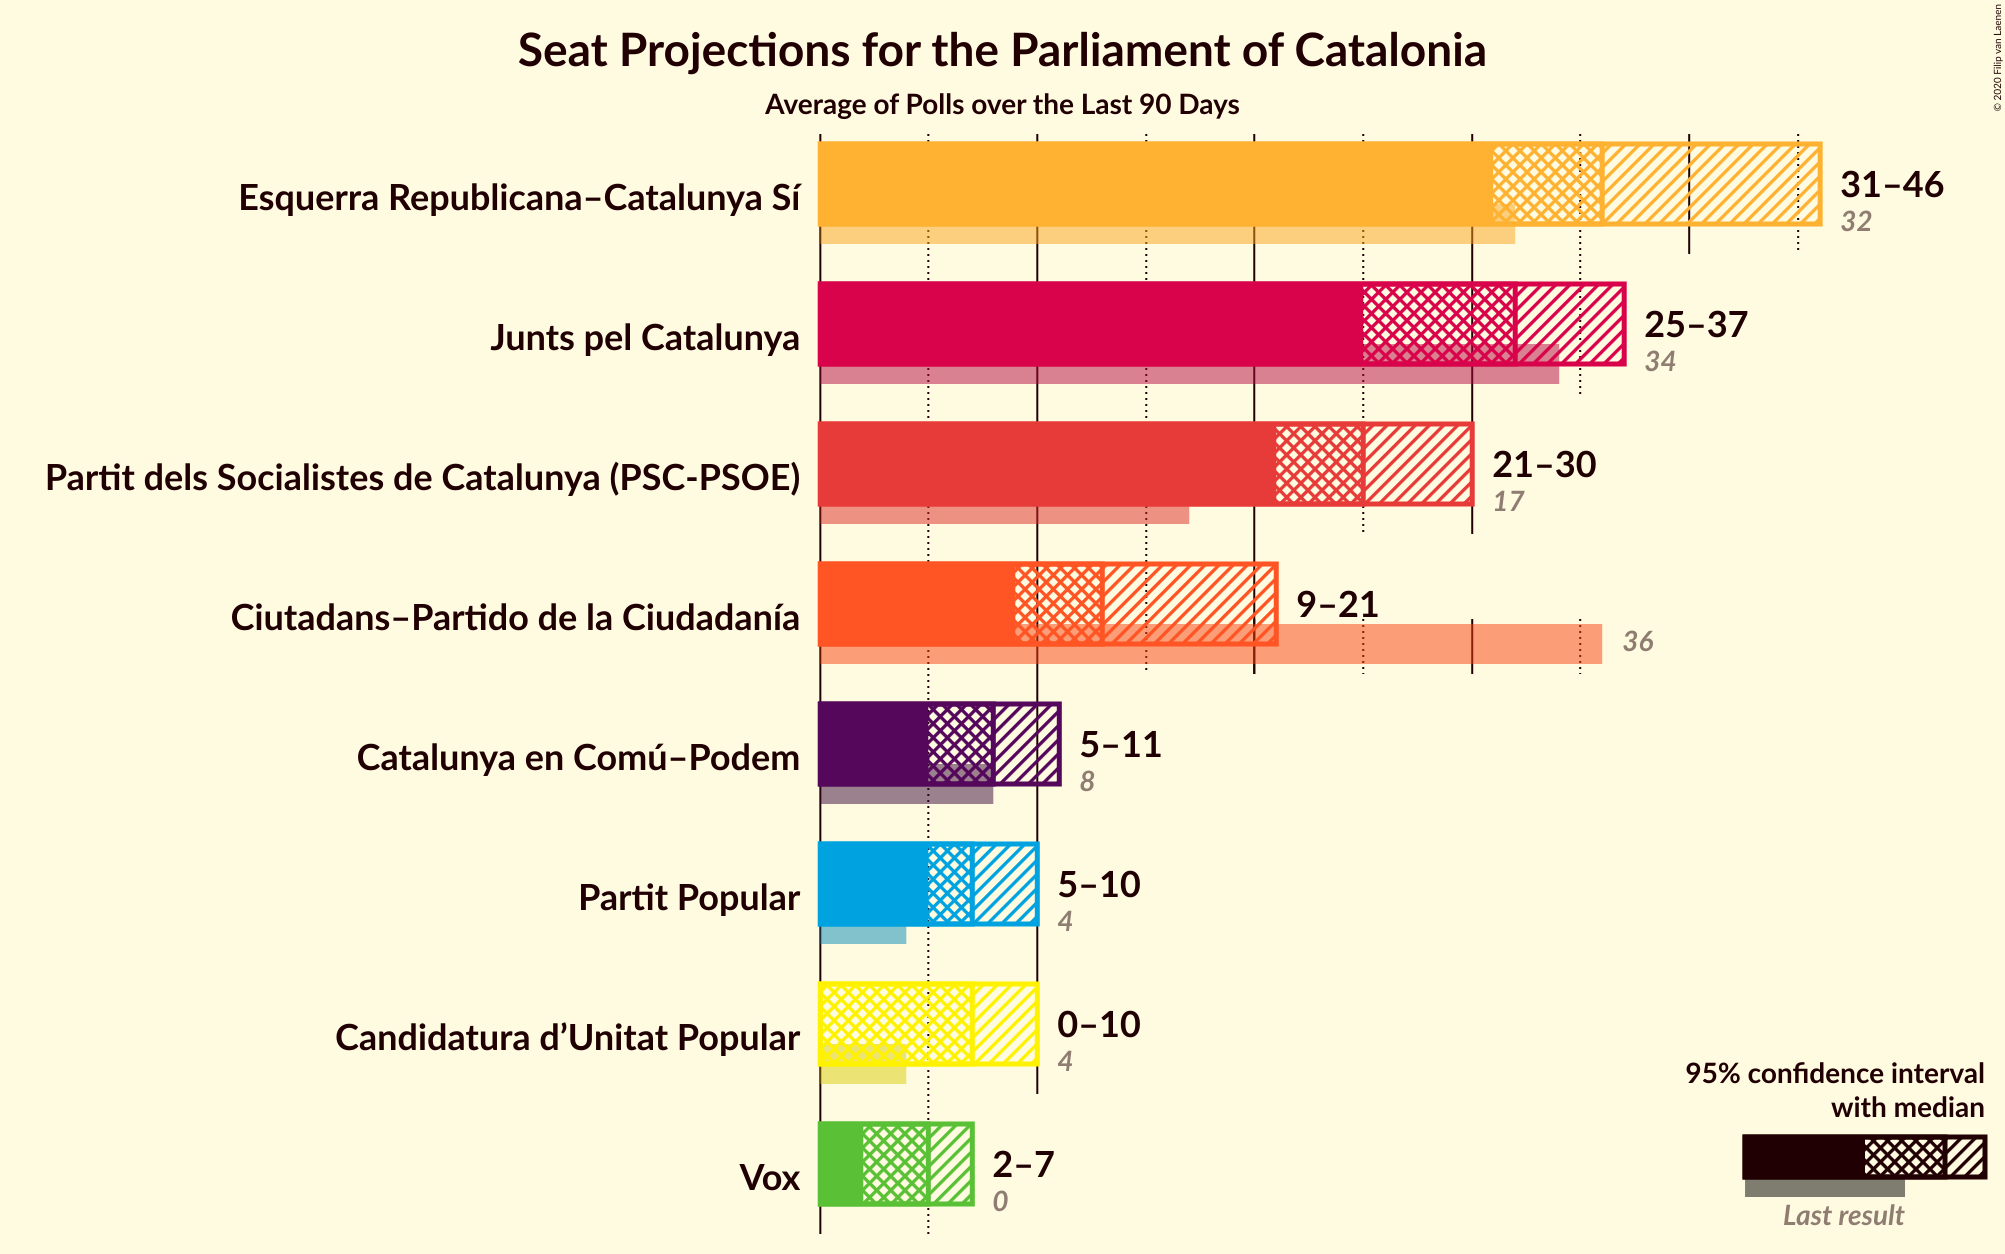 Seat Projections for the Parliament of Catalonia
Average of Polls over the Last 90 Days
© 2020 Filip van Laenen
Esquerra Republicana–Catalunya Sí
31–46
32
Junts pel Catalunya
25–37
34
Partit dels Socialistes de Catalunya (PSC-PSOE)
21–30
17
Ciutadans–Partido de la Ciudadanía
9–21
36
Catalunya en Comú–Podem
5–11
8
Partit Popular
5–10
4
Candidatura d’Unitat Popular
0–10
4
Vox
2–7
0
95% confidence interval
with median
Last result